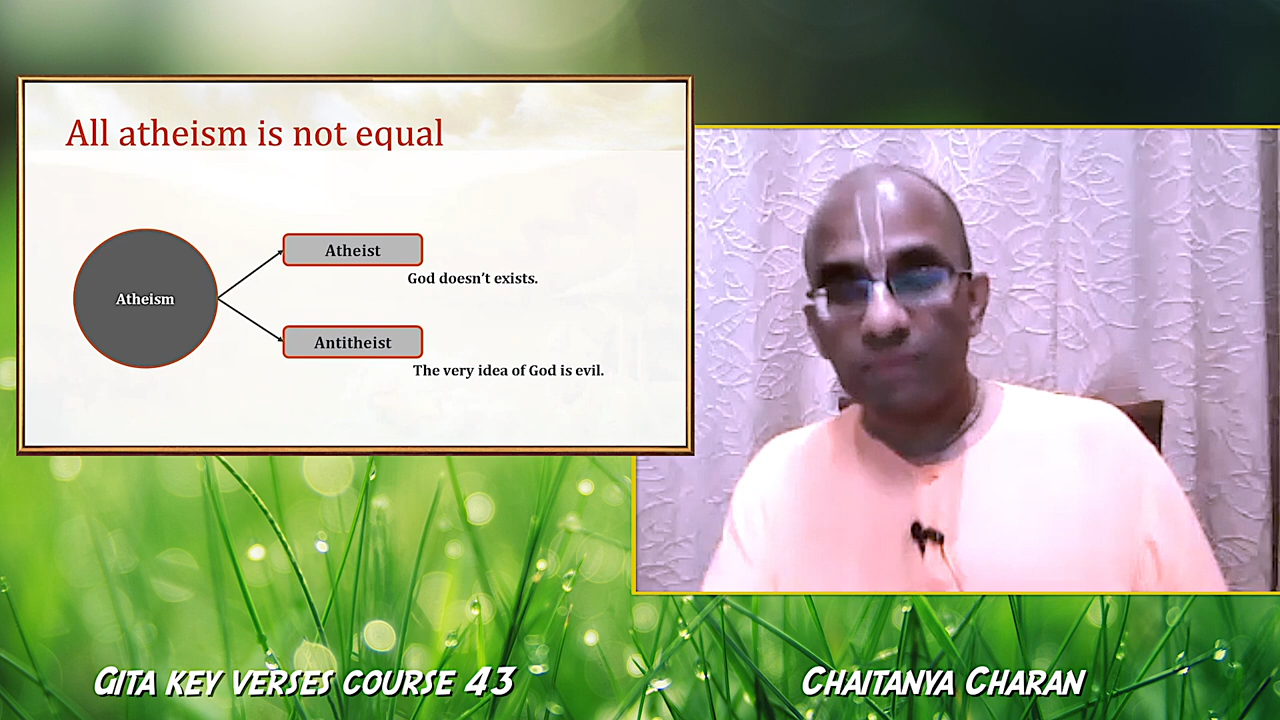 All atheism is not equal
Atheism
Atheist
God doesn’t exists.
Antitheist
The very idea of God is evil.
Gita key verses course 43
Chaitanya Charan